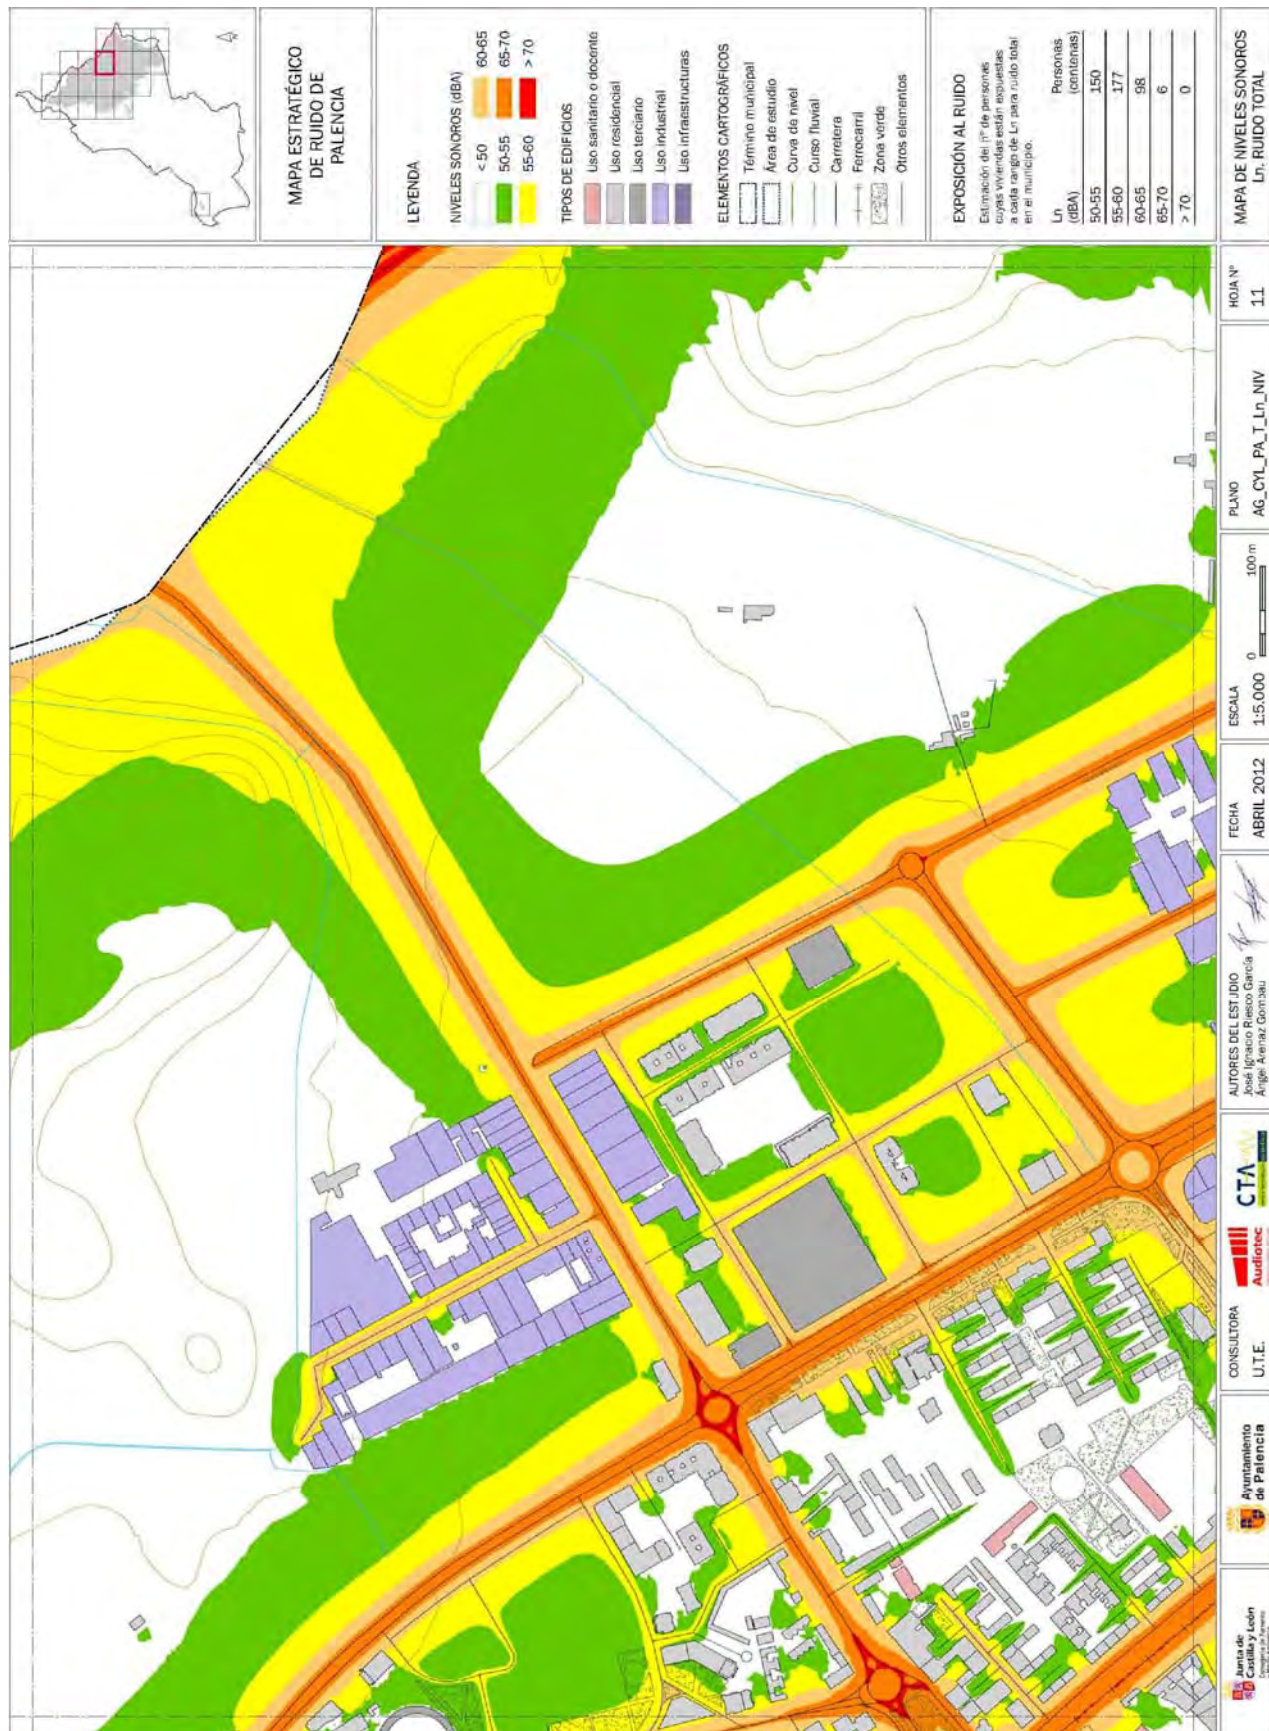 MAPA ESTRATÉGICO
DE RUIDO DE
PALENCIA
LEYENDA
NIVELES SONOROS (dBA)
< 50
60-65
50-55
65-70
55-60
> 70
TIPOS DE EDIFICIOS
Uso sanitario o docente
Uso residencial
Uso terciario
Uso industrial
Uso infraestructuras
ELEMENTOS CARTOGRÁFICOS
Término municipal
Área de estudio
Curva de nivel
Curso fluvial
Carretera
Ferrocarril
Zona verde
Otros elementos
EXPOSICIÓN AL RUIDO
Estimación del nº de personas
cuyas viviendas están expuestas
a cada rango de Ln para ruido total
en el municipio.
Ln (dBA) Personas (centenas)
50-55 150
55-60 177
60-65 98
65-70 6
> 70 0
MAPA DE NIVELES SONOROS
Ln. RUIDO TOTAL
Junta de
Castilla y León
Ayuntamiento
de Palencia
CONSULTORA
U.T.E.
Audiotec
CTA
AUTORES DEL ESTUDIO
José Ignacio Riesco García
Ángel Arenaz Gombau
FECHA
ABRIL 2012
ESCALA
1:5.000
0 100 m
PLANO
AG_CYL_PA_T_Ln_NIV
HOJA Nº
11